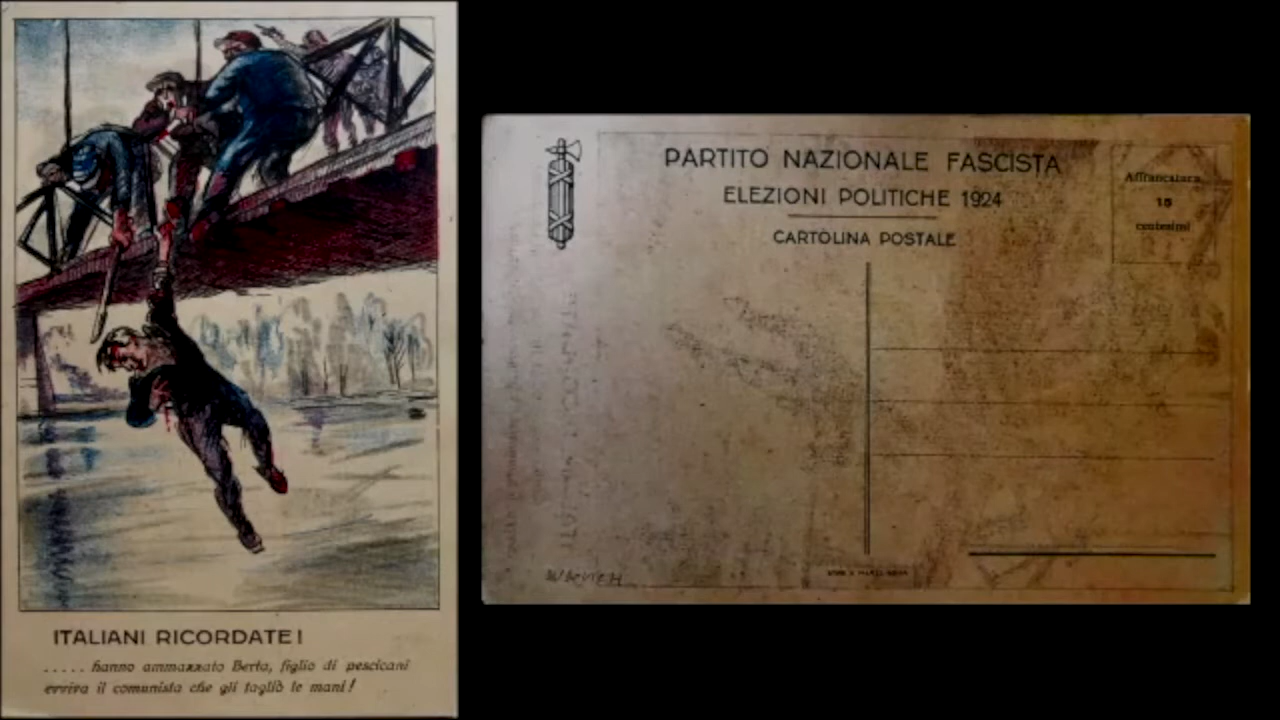 ITALIANI RICORDATE!
..... hanno ammazzato Berta, figlio di pescicani
evviva il comunista che gli tagliò le mani!
PARTITO NAZIONALE FASCISTA
ELEZIONI POLITICHE 1924
CARTOLINA POSTALE
Affrancatura
15
centesimi